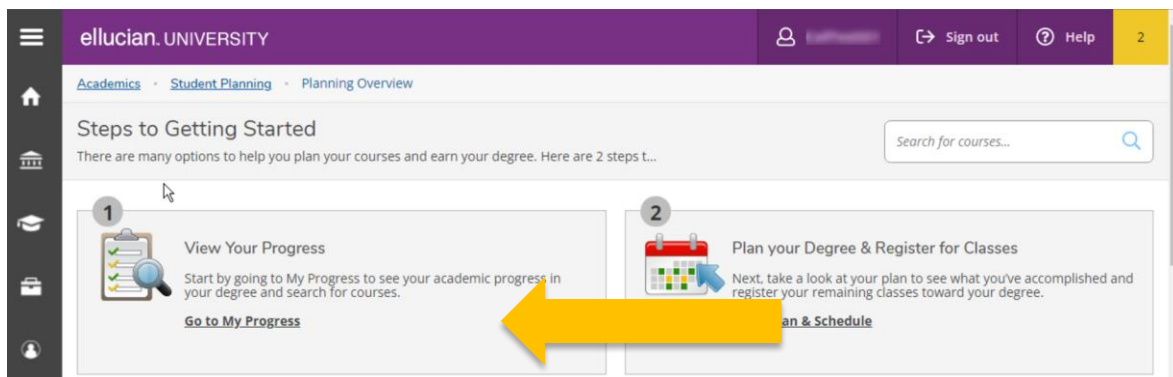 ellucian. UNIVERSITY
Sign out
Help
2
Academics · Student Planning · Planning Overview
Steps to Getting Started
There are many options to help you plan your courses and earn your degree. Here are 2 steps t...
Search for courses...
1
View Your Progress
Start by going to My Progress to see your academic progress in
your degree and search for courses.
Go to My Progress
2
Plan your Degree & Register for Classes
Next, take a look at your plan to see what you've accomplished and
register your remaining classes toward your degree.
& Schedule